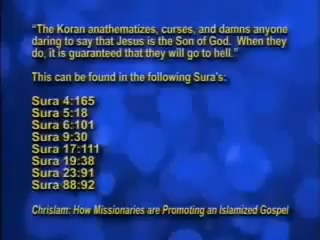 “The Koran anathematizes, curses, and damns anyone
daring to say that Jesus is the Son of God. When they
do, it is guaranteed that they will go to hell.”
This can be found in the following Sura's:
Sura 4:165
Sura 5:18
Sura 6:101
Sura 9:30
Sura 17:111
Sura 19:38
Sura 23:91
Sura 88:92
Chrislam: How Missionaries are Promoting an Islamized Gospel